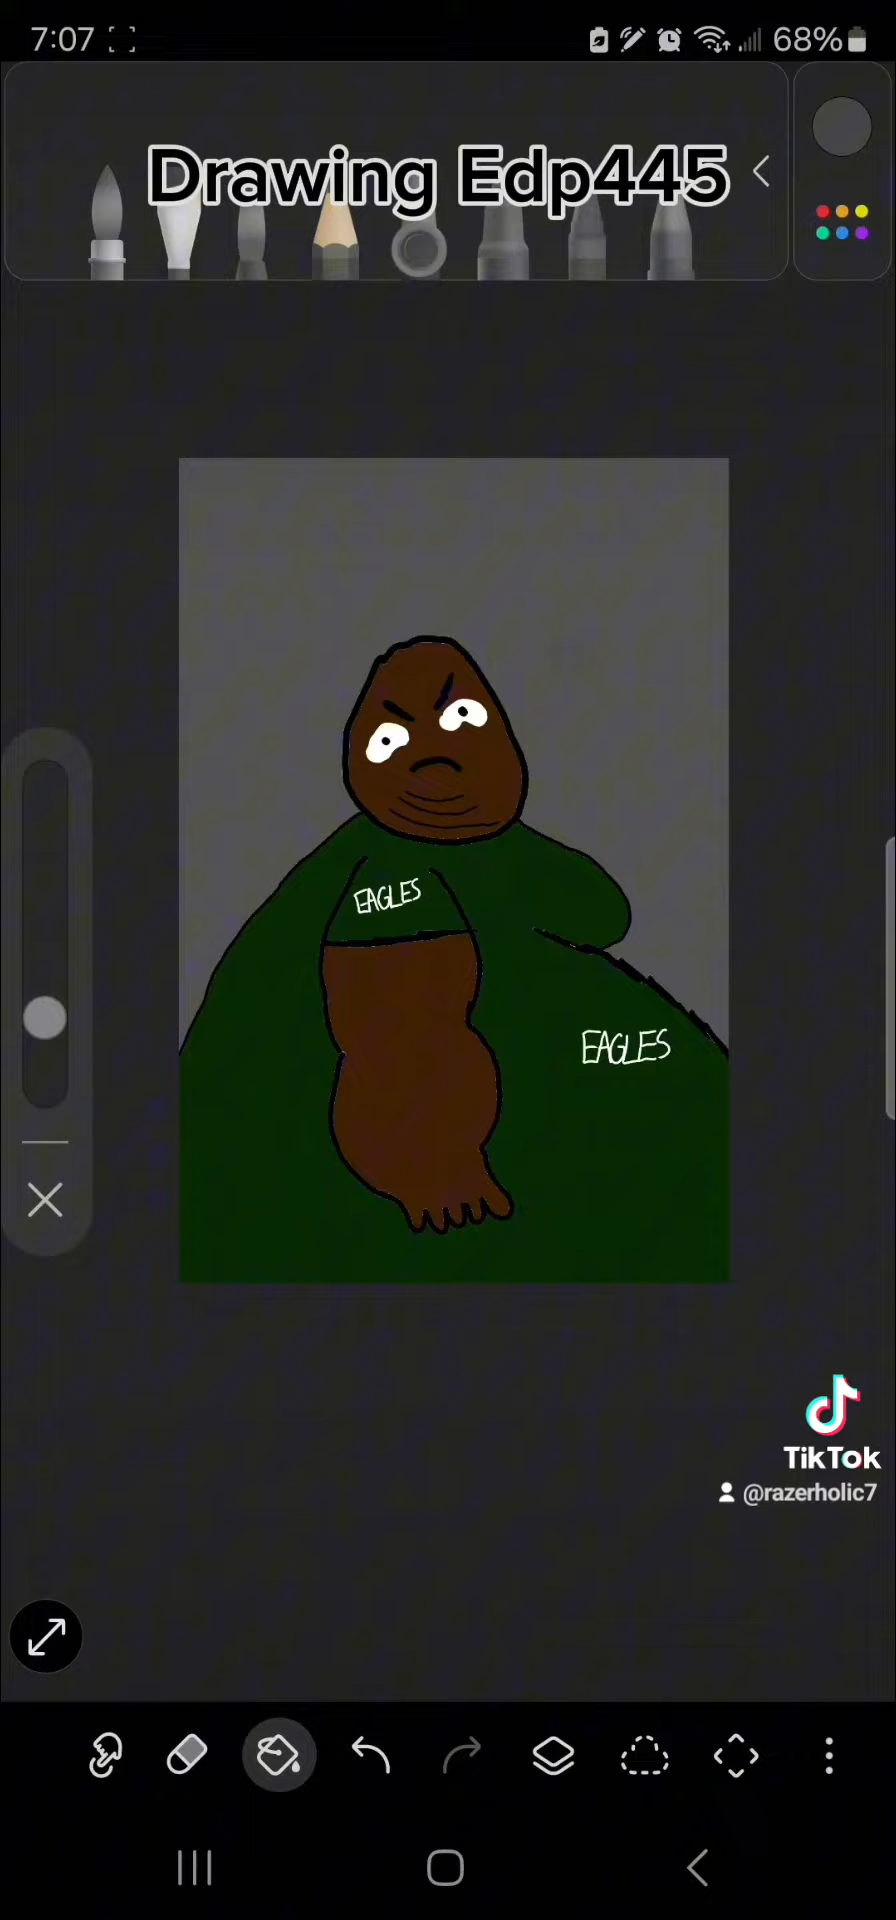 7:07 68%
Drawing Edp445
EAGLES
EAGLES
TikTok
@razerholic7